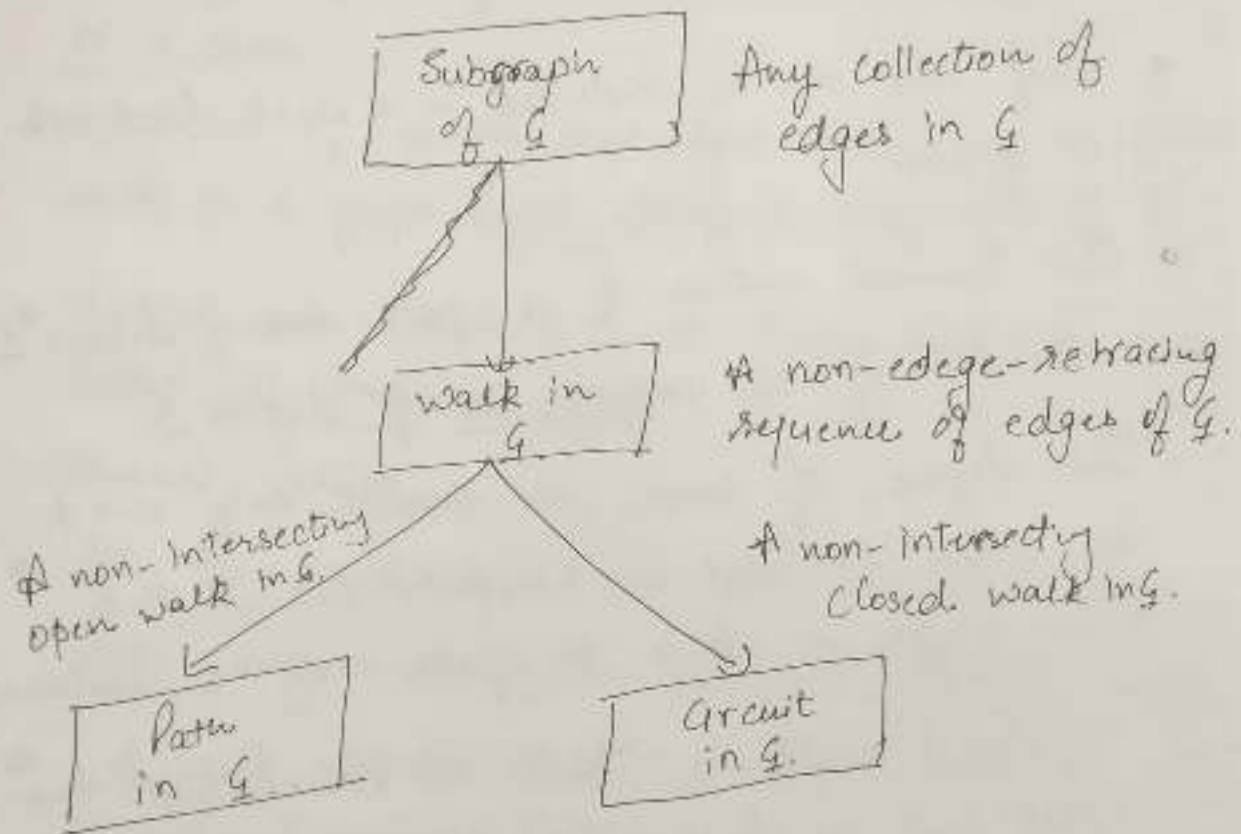 Subgraph
of G
Any collection of
edges in G
Walk in
G.
A non-edege-retracing
sequence of edges of G.
A non-intersecting
open walk in G.
A non-intersecting
closed walk in G.
Path
in G
Circuit
in G.